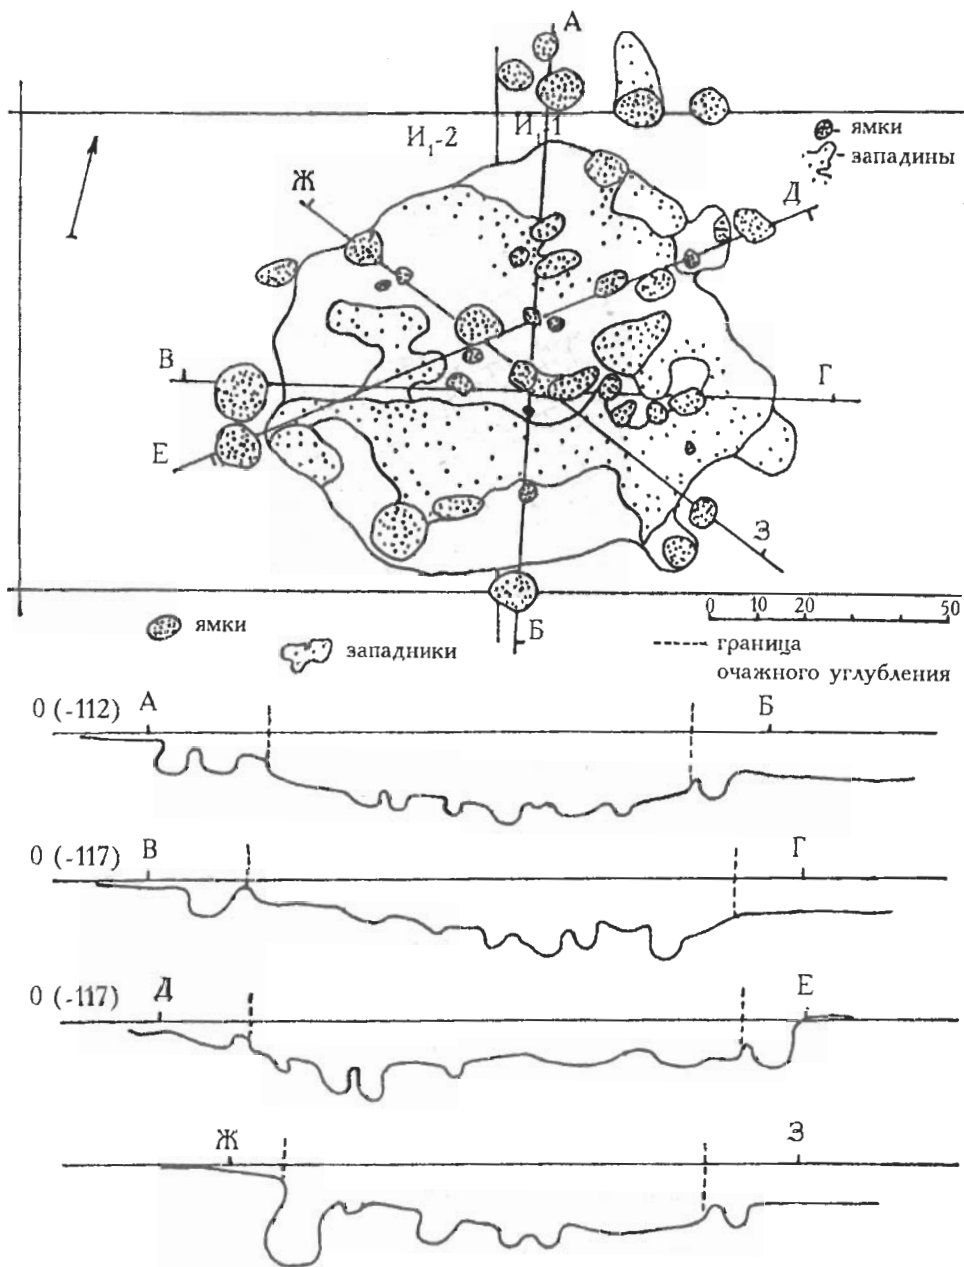 А
И₁-2
И₁-1
ямки
западины
Ж
Д
В
Г
Е
З
Б
0 10 20 50
ямки
западники
граница
очажного углубления
0 (-112) А Б
0 (-117) В Г
0 (-117) Д Е
Ж З